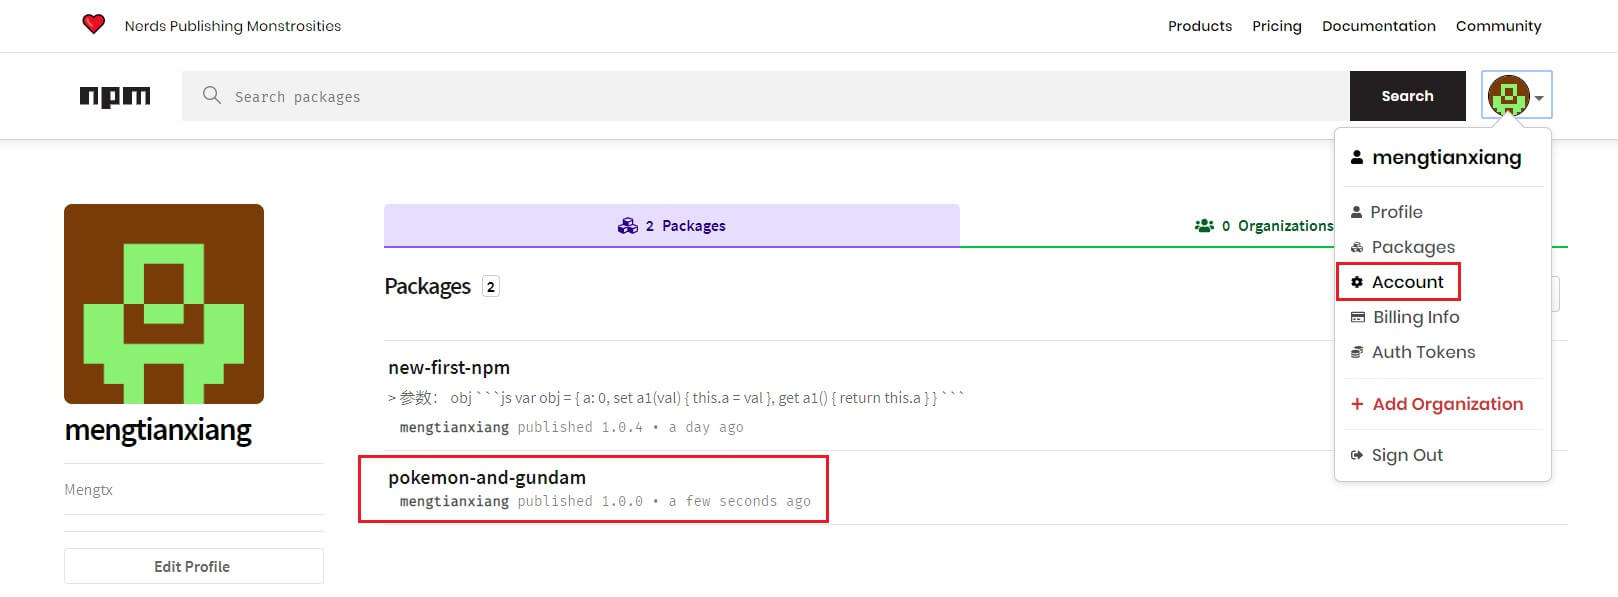 Nerds Publishing Monstrosities
Products Pricing Documentation Community
npm
Search packages
Search
mengtianxiang
Profile
Packages
Account
Billing Info
Auth Tokens
+ Add Organization
Sign Out
2 Packages
0 Organizations
Packages 2
new-first-npm
> 参数： obj ```js var obj = { a: 0, set a1(val) { this.a = val }, get a1() { return this.a } } ```
mengtianxiang published 1.0.4 • a day ago
pokemon-and-gundam
mengtianxiang published 1.0.0 • a few seconds ago
mengtianxiang
Mengtx
Edit Profile